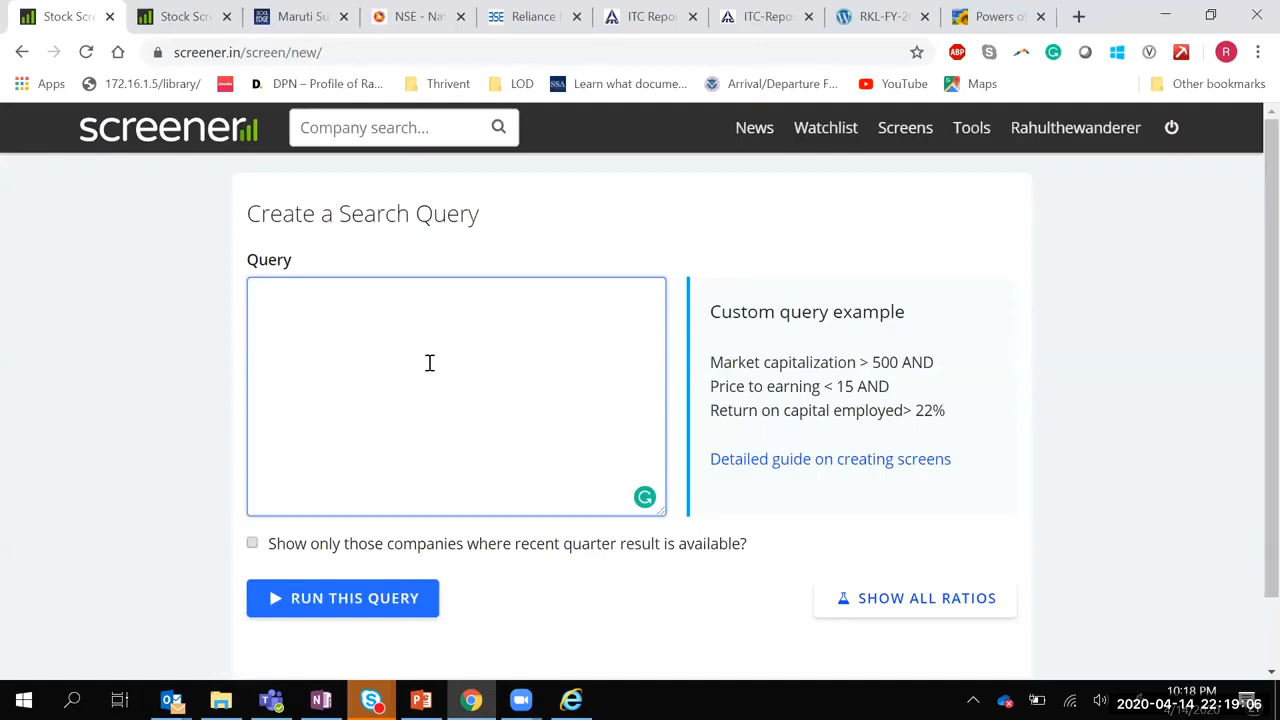 Stock Scree
Stock Screen
Maruti Su
NSE - Nat
Reliance
ITC Repor
ITC-Repo
RKL-FY-2
Powers of
screener.in/screen/new/
Apps
172.16.1.5/library/
DPN – Profile of Ra...
Thrivent
LOD
Learn what docume...
Arrival/Departure F...
YouTube
Maps
Other bookmarks
screener
Company search...
News
Watchlist
Screens
Tools
Rahulthewanderer
Create a Search Query
Query
Custom query example
Market capitalization > 500 AND
Price to earning < 15 AND
Return on capital employed> 22%
Detailed guide on creating screens
Show only those companies where recent quarter result is available?
RUN THIS QUERY
SHOW ALL RATIOS
10:18 PM
2020-04-14 22:19:06